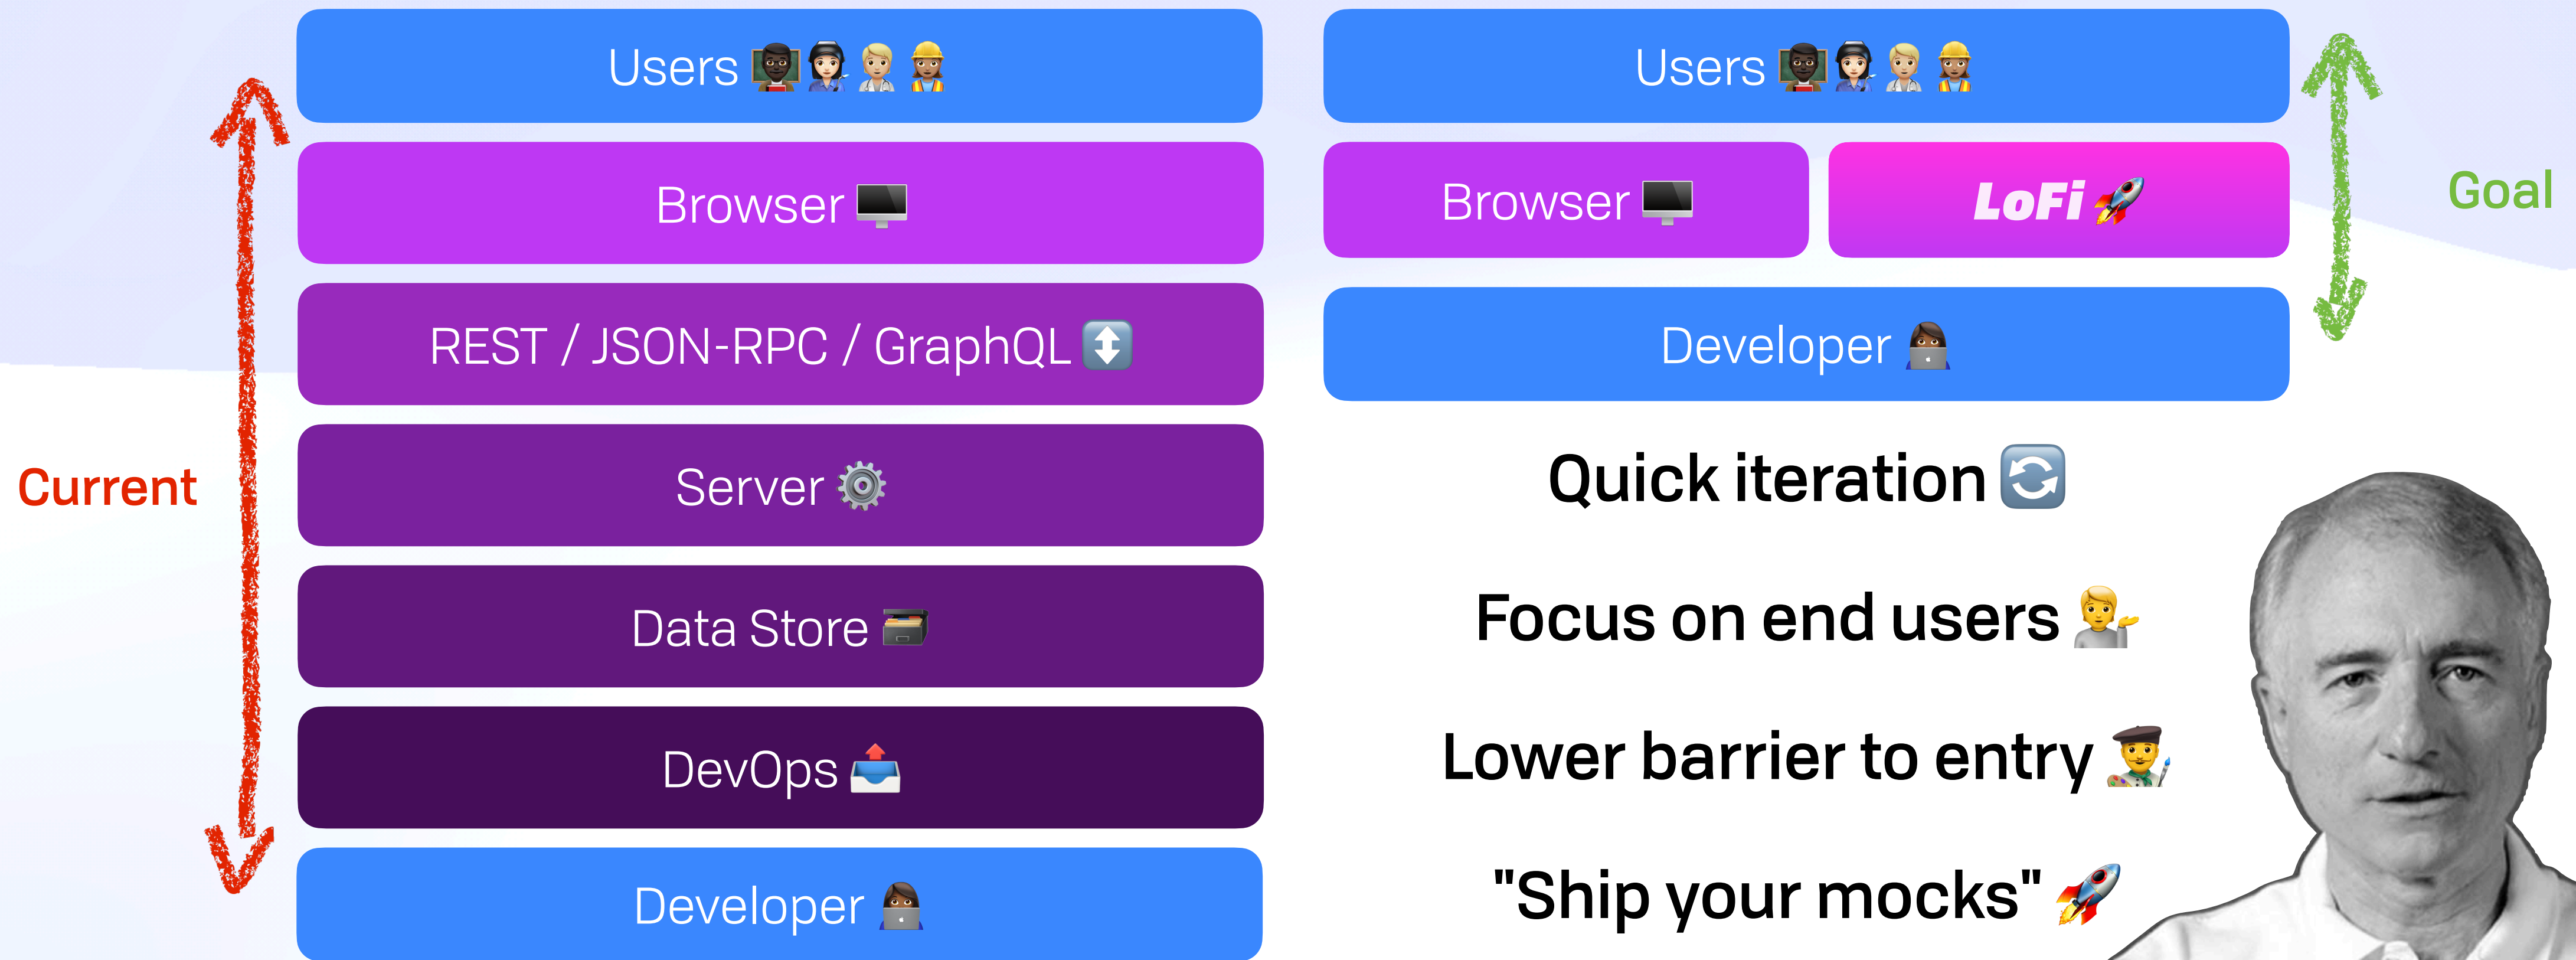 Current
Users
Browser
REST / JSON-RPC / GraphQL
Server
Data Store
DevOps
Developer
Users
Browser
LoFi
Developer
Goal
Quick iteration
Focus on end users
Lower barrier to entry
"Ship your mocks"